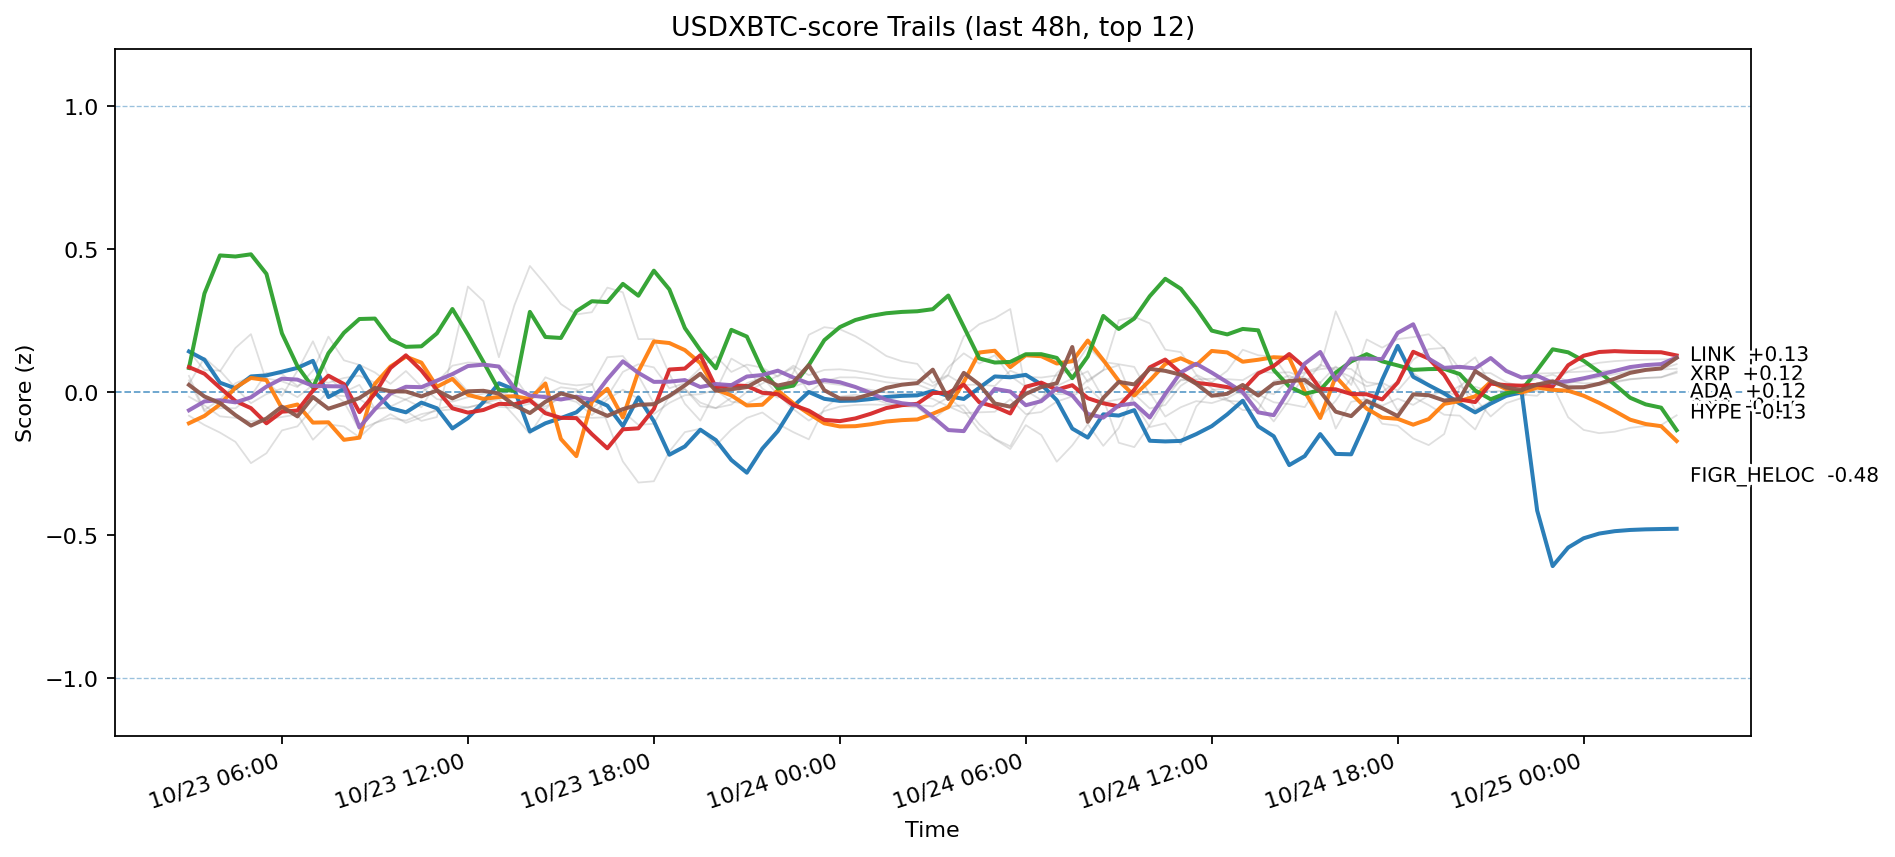 USDXBTC-score Trails (last 48h, top 12)
Score (z)
1.0
0.5
0.0
−0.5
−1.0
LINK +0.13
XRP +0.12
ADA +0.12
HYPE -0.13
FIGR_HELOC -0.48
10/23 06:00
10/23 12:00
10/23 18:00
10/24 00:00
10/24 06:00
10/24 12:00
10/24 18:00
10/25 00:00
Time